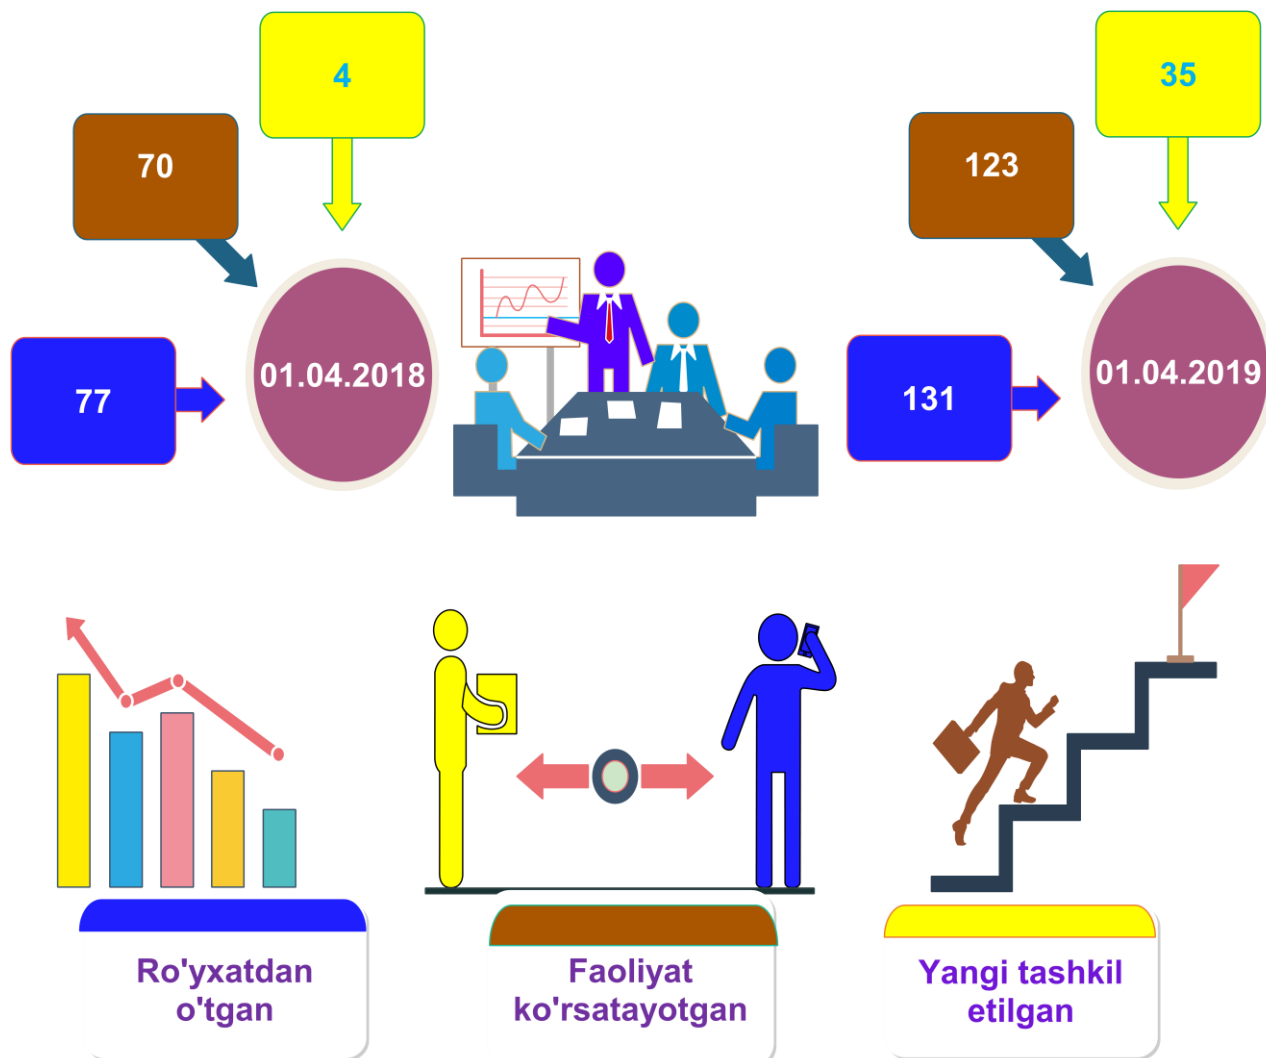 4
70
77
01.04.2018
35
123
131
01.04.2019
Ro'yxatdan
o'tgan
Faoliyat
ko'rsatayotgan
Yangi tashkil
etilgan